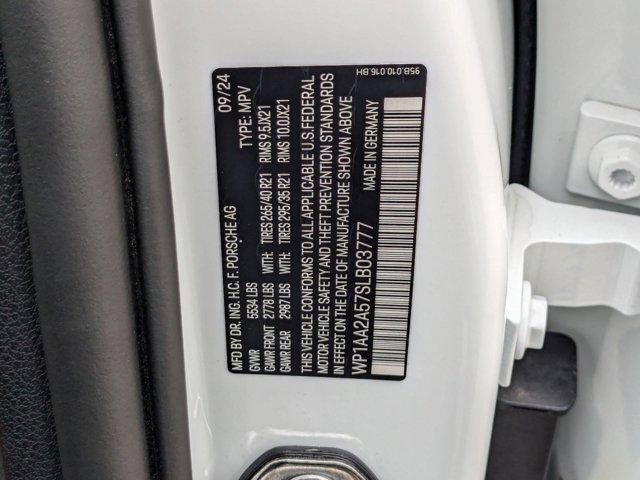 MFD BY DR. ING. H.C. F. PORSCHE AG 09/24
GVWR 5534 LBS TYPE: MPV
GAWR FRONT 2778 LBS WITH: TIRES 265/40 R21 RIMS 9.5JX21
GAWR REAR 2987 LBS WITH: TIRES 295/35 R21 RIMS 10.0JX21
THIS VEHICLE CONFORMS TO ALL APPLICABLE U.S. FEDERAL
MOTOR VEHICLE SAFETY AND THEFT PREVENTION STANDARDS
IN EFFECT ON THE DATE OF MANUFACTURE SHOWN ABOVE
WP1AA2A57SLB03777
MADE IN GERMANY
95B.010.016.BH